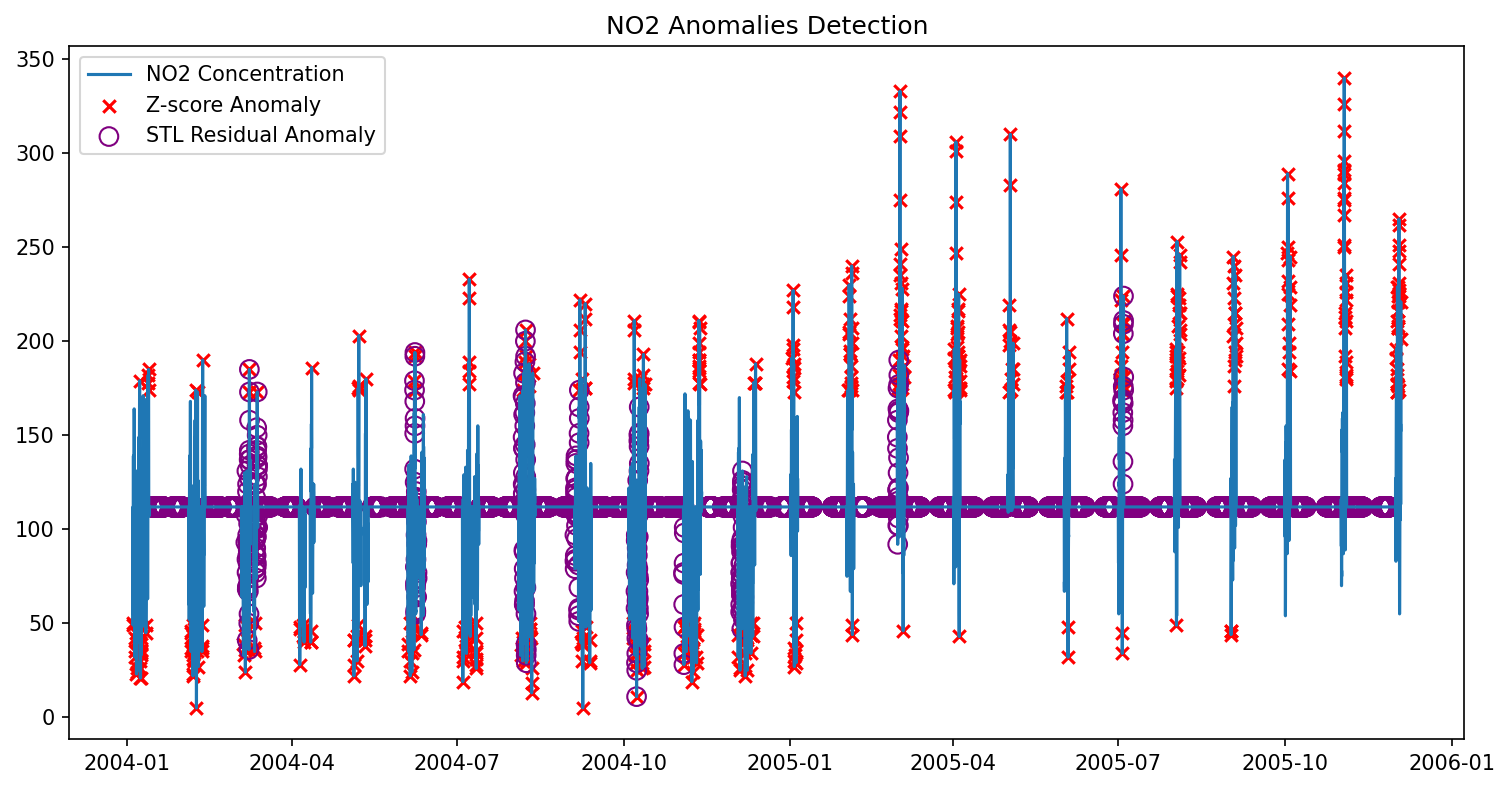 NO2 Anomalies Detection
350
300
250
200
150
100
50
0
NO2 Concentration
Z-score Anomaly
STL Residual Anomaly
2004-01 2004-04 2004-07 2004-10 2005-01 2005-04 2005-07 2005-10 2006-01